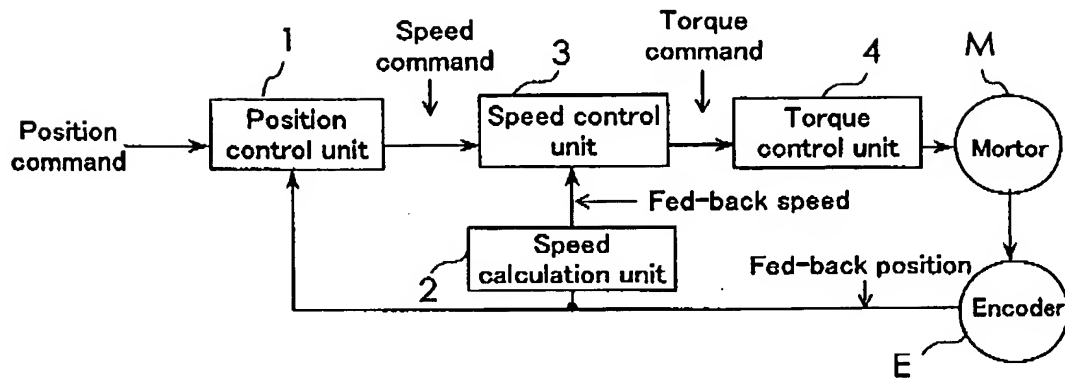 1
Speed
command
3
Torque
command
4
M
Position
command
Position
control unit
Speed control
unit
Torque
control unit
Mortor
Fed-back speed
Speed
calculation unit
2
Fed-back position
Encoder
E